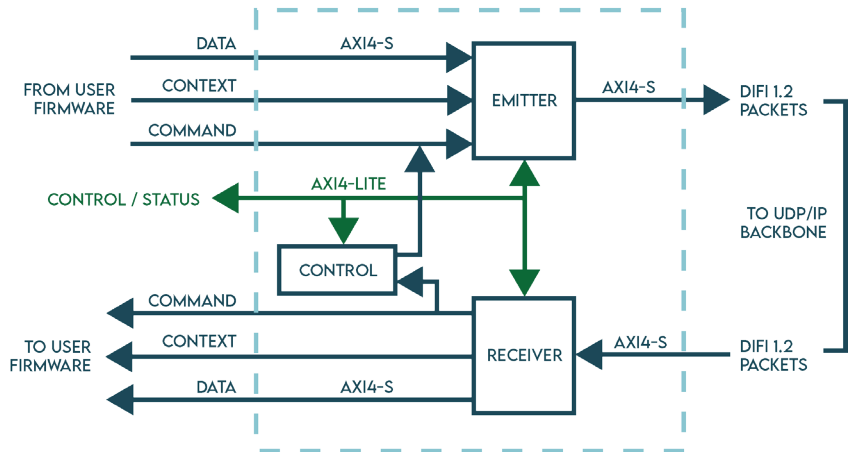 DATA
AXI4-S
FROM USER
FIRMWARE
CONTEXT
EMITTER
AXI4-S
DIFI 1.2
PACKETS
COMMAND
AXI4-LITE
CONTROL / STATUS
TO UDP/IP
BACKBONE
CONTROL
COMMAND
TO USER
FIRMWARE
CONTEXT
RECEIVER
AXI4-S
DIFI 1.2
PACKETS
DATA
AXI4-S